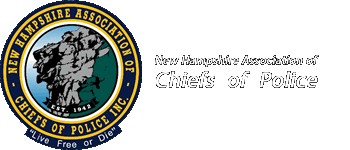 NEW HAMPSHIRE ASSOCIATION OF
CHIEFS OF POLICE INC.
EST. 1942
"Live Free or Die"
New Hampshire Association of
Chiefs of Police